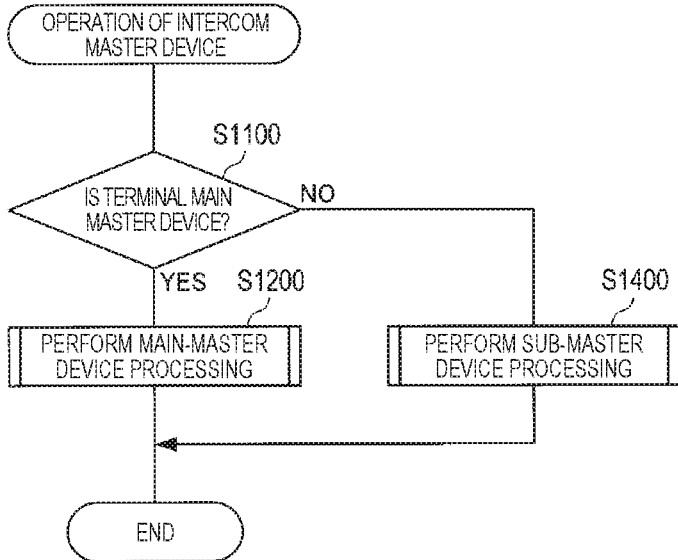 OPERATION OF INTERCOM
MASTER DEVICE
S1100
IS TERMINAL MAIN
MASTER DEVICE?
NO
YES
S1200
S1400
PERFORM MAIN-MASTER
DEVICE PROCESSING
PERFORM SUB-MASTER
DEVICE PROCESSING
END